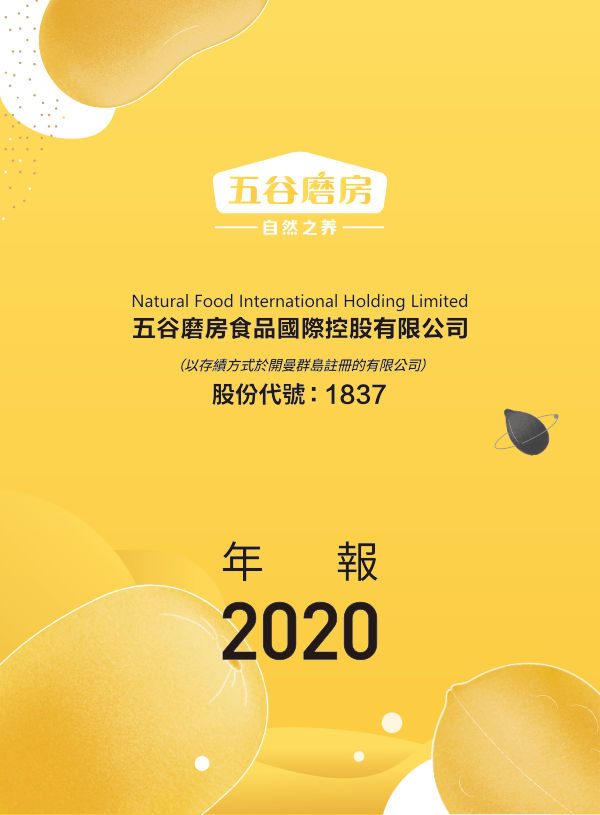 五谷磨房
自然之养
Natural Food International Holding Limited
五谷磨房食品國際控股有限公司
（以存續方式於開曼群島註冊的有限公司）
股份代號：1837
年 報
2020